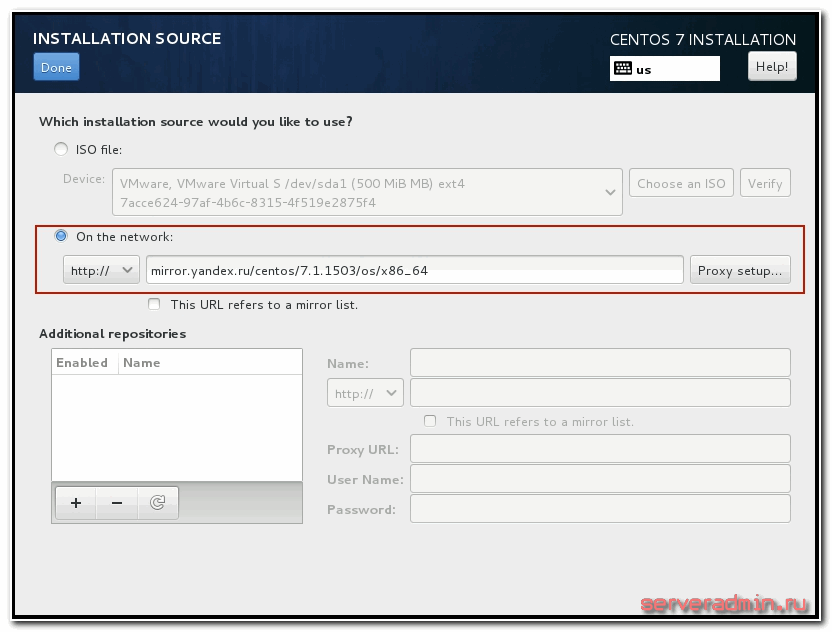 INSTALLATION SOURCE
CENTOS 7 INSTALLATION
Done
us
Help!
Which installation source would you like to use?
ISO file:
Device:
VMware, VMware Virtual S /dev/sda1 (500 MiB MB) ext4
7acce624-97af-4b6c-8315-4f519e2875f4
Choose an ISO
Verify
On the network:
http://
mirror.yandex.ru/centos/7.1.1503/os/x86_64
Proxy setup...
This URL refers to a mirror list.
Additional repositories
Enabled
Name
Name:
http://
This URL refers to a mirror list.
Proxy URL:
User Name:
Password:
serveradmin.ru